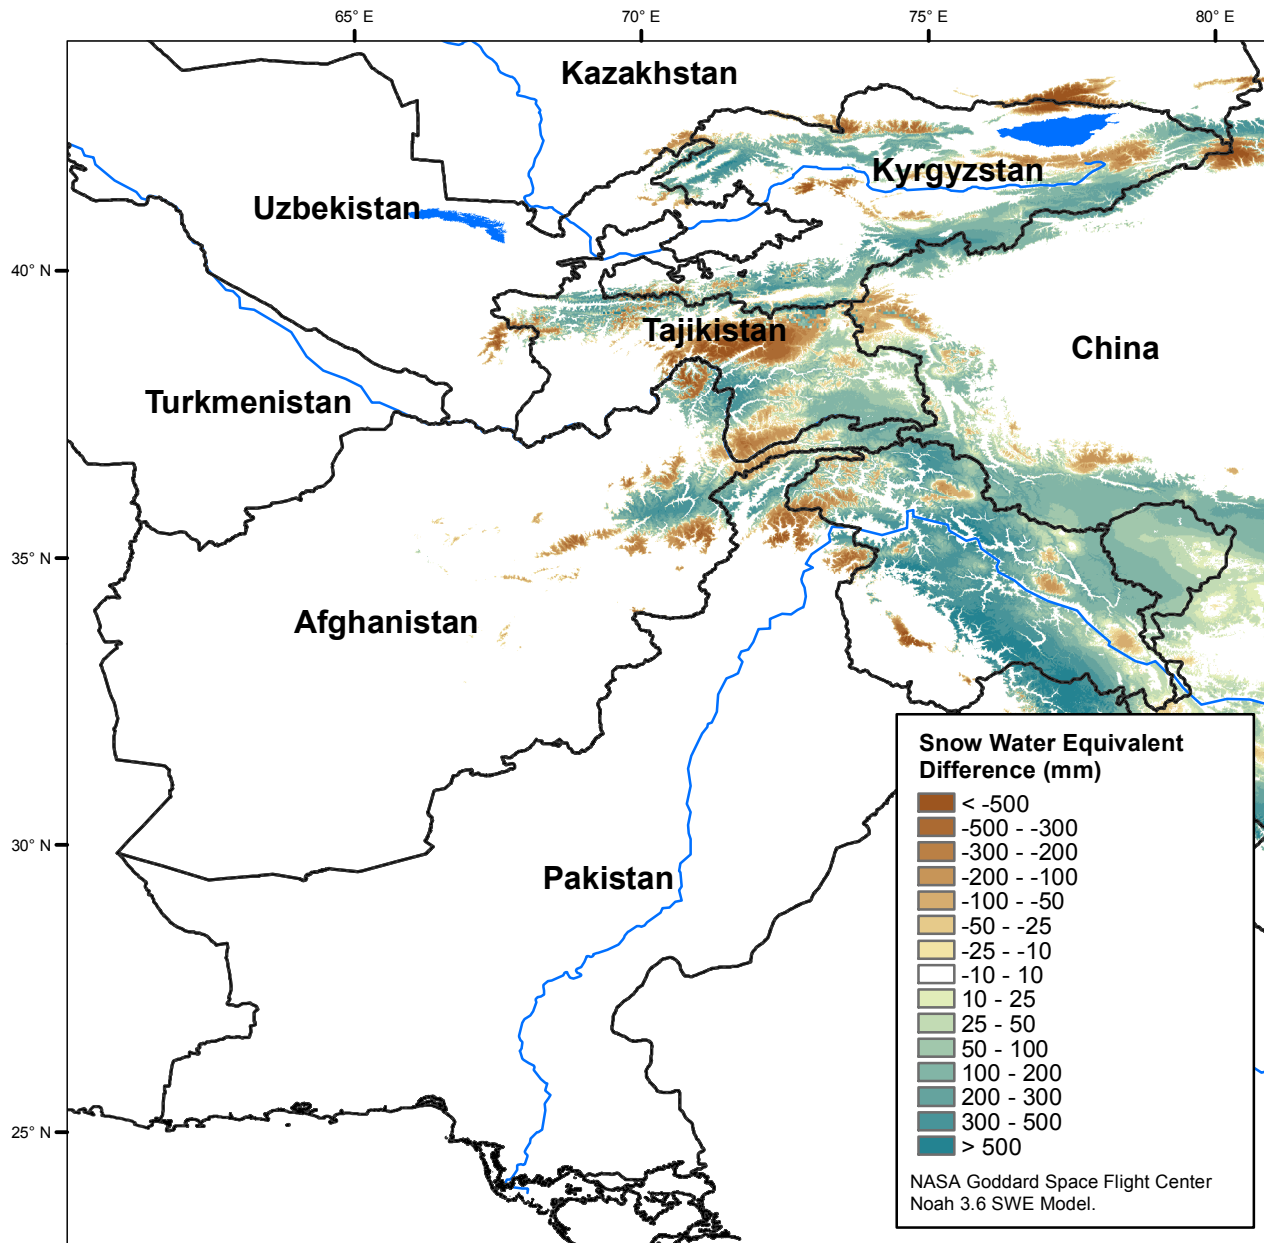 65° E
70° E
75° E
80° E
Kazakhstan
Kyrgyzstan
Uzbekistan
40° N
Tajikistan
China
Turkmenistan
35° N
Afghanistan
Snow Water Equivalent
Difference (mm)
< -500
-500 - -300
-300 - -200
-200 - -100
-100 - -50
-50 - -25
-25 - -10
-10 - 10
10 - 25
25 - 50
50 - 100
100 - 200
200 - 300
300 - 500
> 500
30° N
Pakistan
25° N
NASA Goddard Space Flight Center
Noah 3.6 SWE Model.